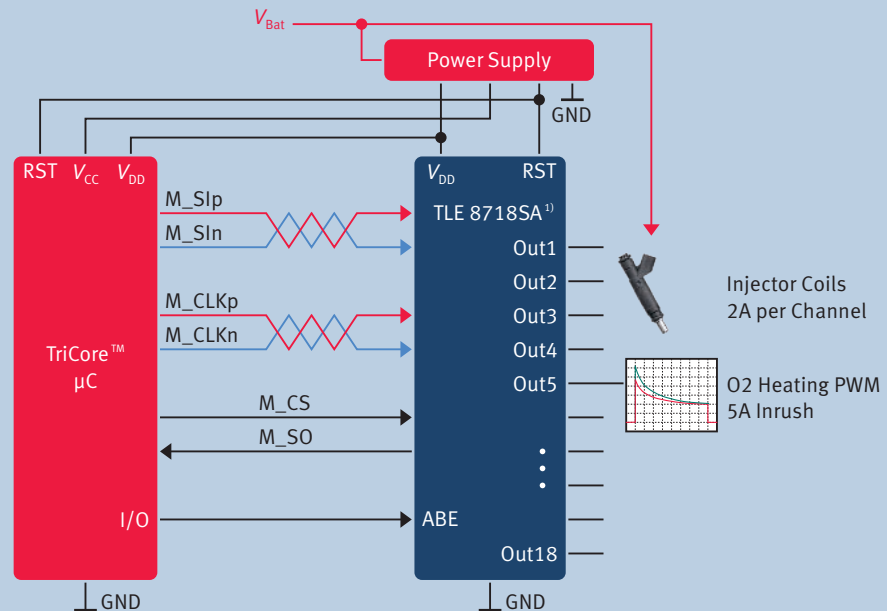 V Bat
Power Supply
GND
RST VCC VDD
VDD RST
M_SIp
TLE 8718SA 1)
M_SIn
Out1
Out2
Injector Coils
2A per Channel
M_CLKp
Out3
M_CLKn
Out4
TriCore™
µC
Out5
O2 Heating PWM
5A Inrush
M_CS
M_SO
I/O
ABE
Out18
GND
GND